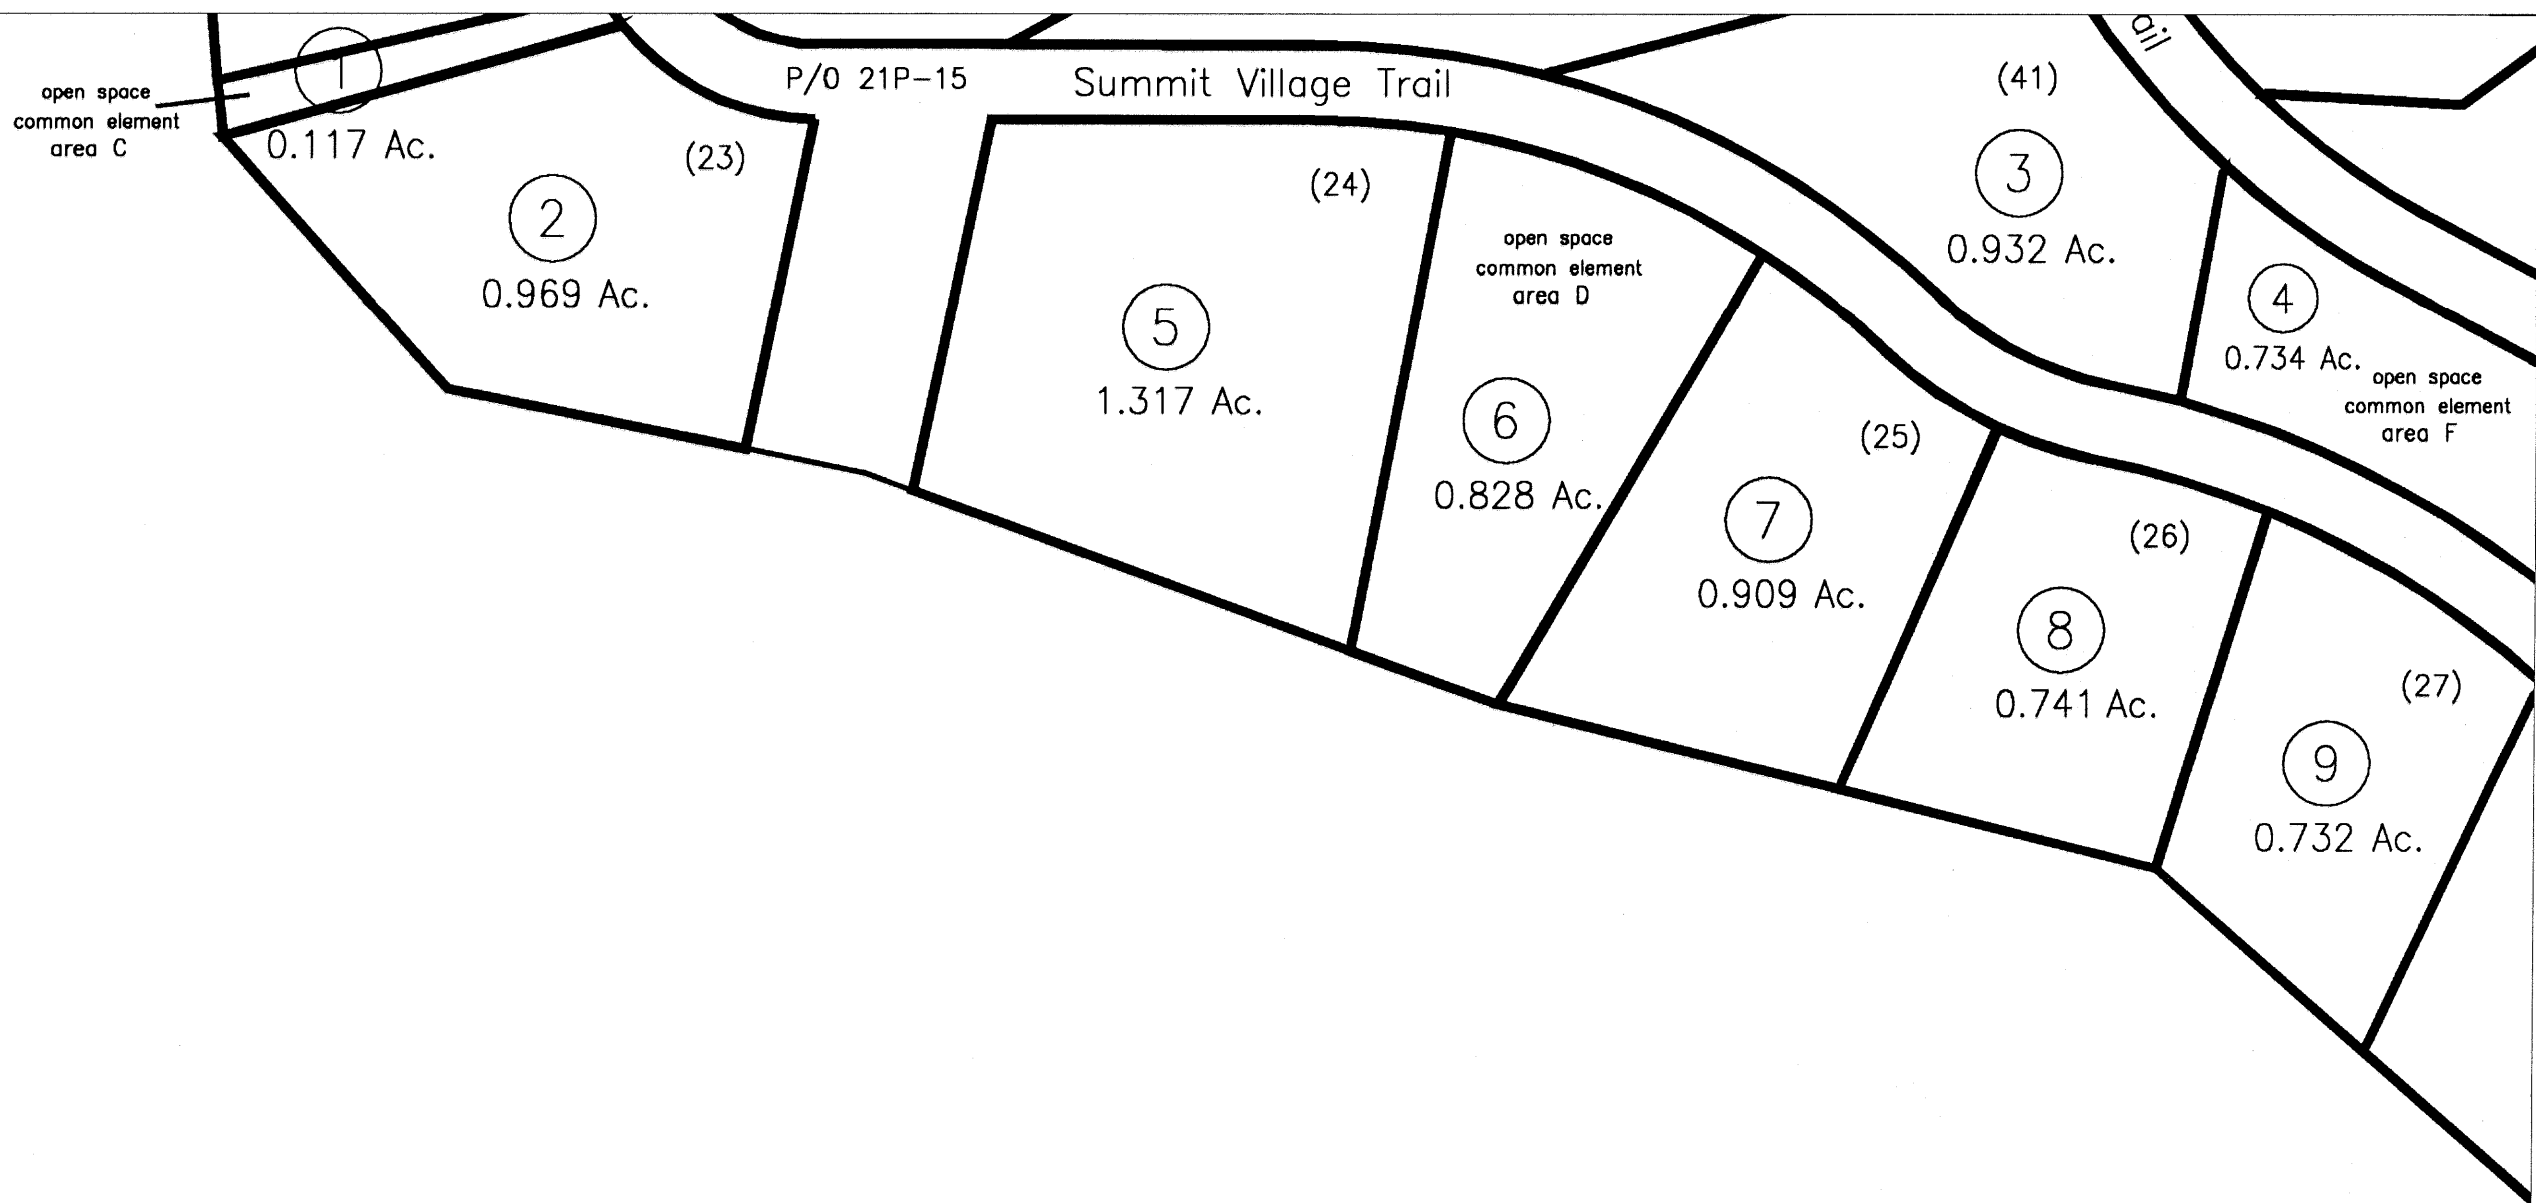 1
0.117 Ac.
open space
common element
area C
(23)
2
0.969 Ac.
P/O 21P-15
Summit Village Trail
ail
(41)
3
0.932 Ac.
4
0.734 Ac.
open space
common element
area F
(24)
5
1.317 Ac.
open space
common element
area D
6
0.828 Ac.
(25)
7
0.909 Ac.
(26)
8
0.741 Ac.
(27)
9
0.732 Ac.